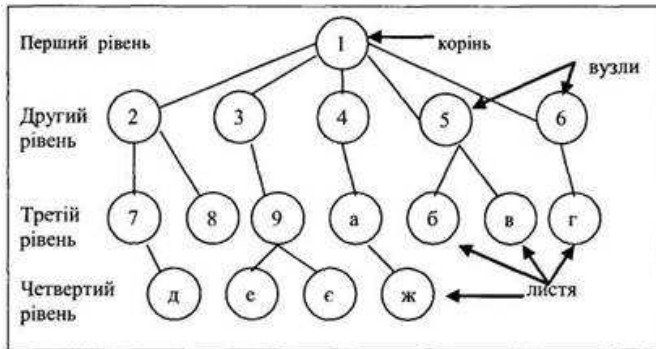 Перший рівень 1 корінь
вузли
Другий 2 3 4 5 6
рівень
Третій 7 8 9 а б в г
рівень
Четвертий д е є ж листя
рівень